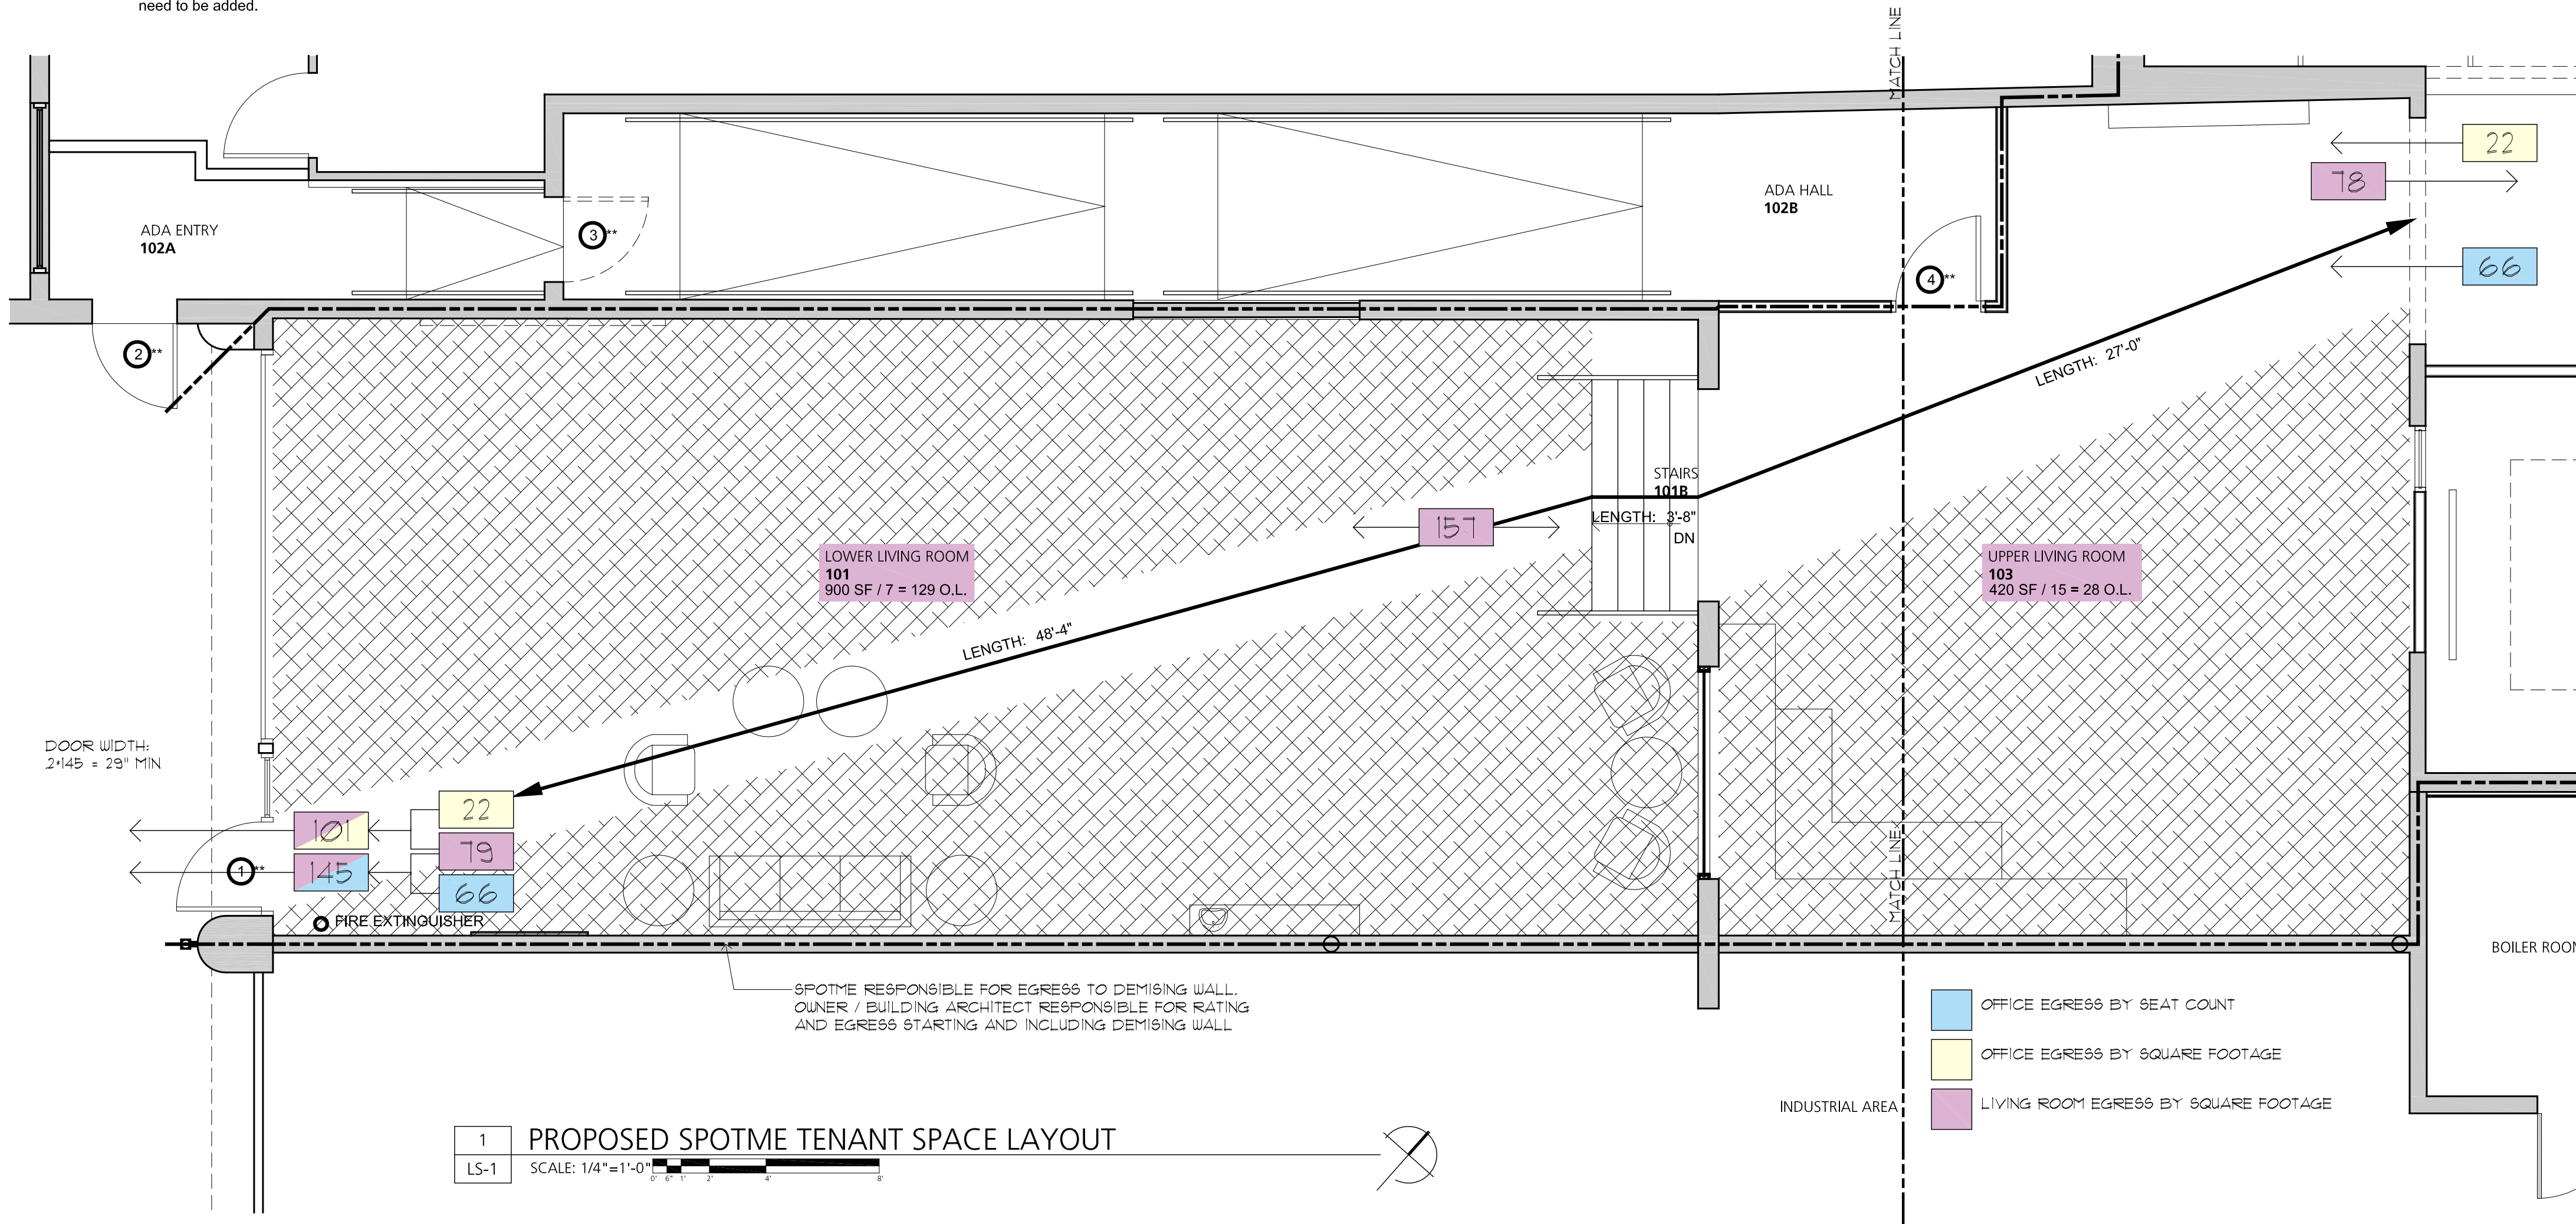 need to be added.
MATCH LINE
22
78
66
ADA ENTRY
102A
3**
ADA HALL
102B
4**
2**
LENGTH: 27'-0"
STAIRS
101B
LENGTH: 3'-8"
DN
157
LOWER LIVING ROOM
101
900 SF / 7 = 129 O.L.
UPPER LIVING ROOM
103
420 SF / 15 = 28 O.L.
LENGTH: 48'-4"
DOOR WIDTH:
.2*145 = 29" MIN
22
101
79
145
66
1**
FIRE EXTINGUISHER
MATCH LINE
BOILER ROOM
SPOTME RESPONSIBLE FOR EGRESS TO DEMISING WALL.
OWNER / BUILDING ARCHITECT RESPONSIBLE FOR RATING
AND EGRESS STARTING AND INCLUDING DEMISING WALL
OFFICE EGRESS BY SEAT COUNT
OFFICE EGRESS BY SQUARE FOOTAGE
LIVING ROOM EGRESS BY SQUARE FOOTAGE
INDUSTRIAL AREA
1
LS-1
PROPOSED SPOTME TENANT SPACE LAYOUT
SCALE: 1/4"=1'-0"
0' 6" 1' 2' 4' 8'